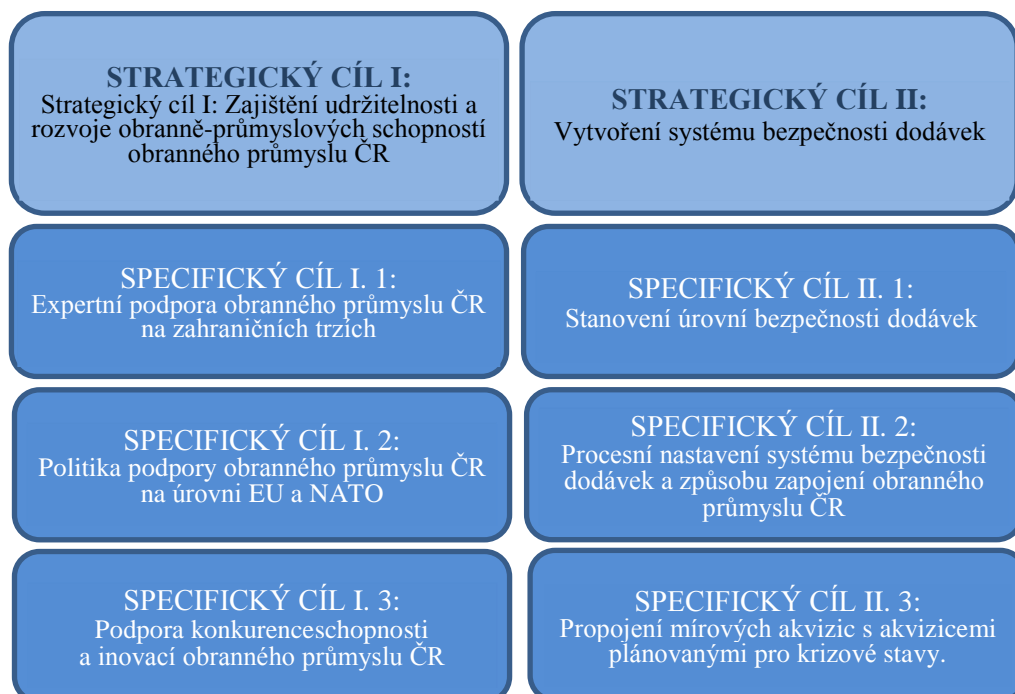 STRATEGICKÝ CÍL I:
Strategický cíl I: Zajištění udržitelnosti a
rozvoje obranně-průmyslových schopností
obranného průmyslu ČR
SPECIFICKÝ CÍL I. 1:
Expertní podpora obranného průmyslu ČR
na zahraničních trzích
SPECIFICKÝ CÍL I. 2:
Politika podpory obranného průmyslu ČR
na úrovni EU a NATO
SPECIFICKÝ CÍL I. 3:
Podpora konkurenceschopnosti
a inovací obranného průmyslu ČR
STRATEGICKÝ CÍL II:
Vytvoření systému bezpečnosti dodávek
SPECIFICKÝ CÍL II. 1:
Stanovení úrovní bezpečnosti dodávek
SPECIFICKÝ CÍL II. 2:
Procesní nastavení systému bezpečnosti
dodávek a způsobu zapojení obranného
průmyslu ČR
SPECIFICKÝ CÍL II. 3:
Propojení mírových akvizic s akvizicemi
plánovanými pro krizové stavy.